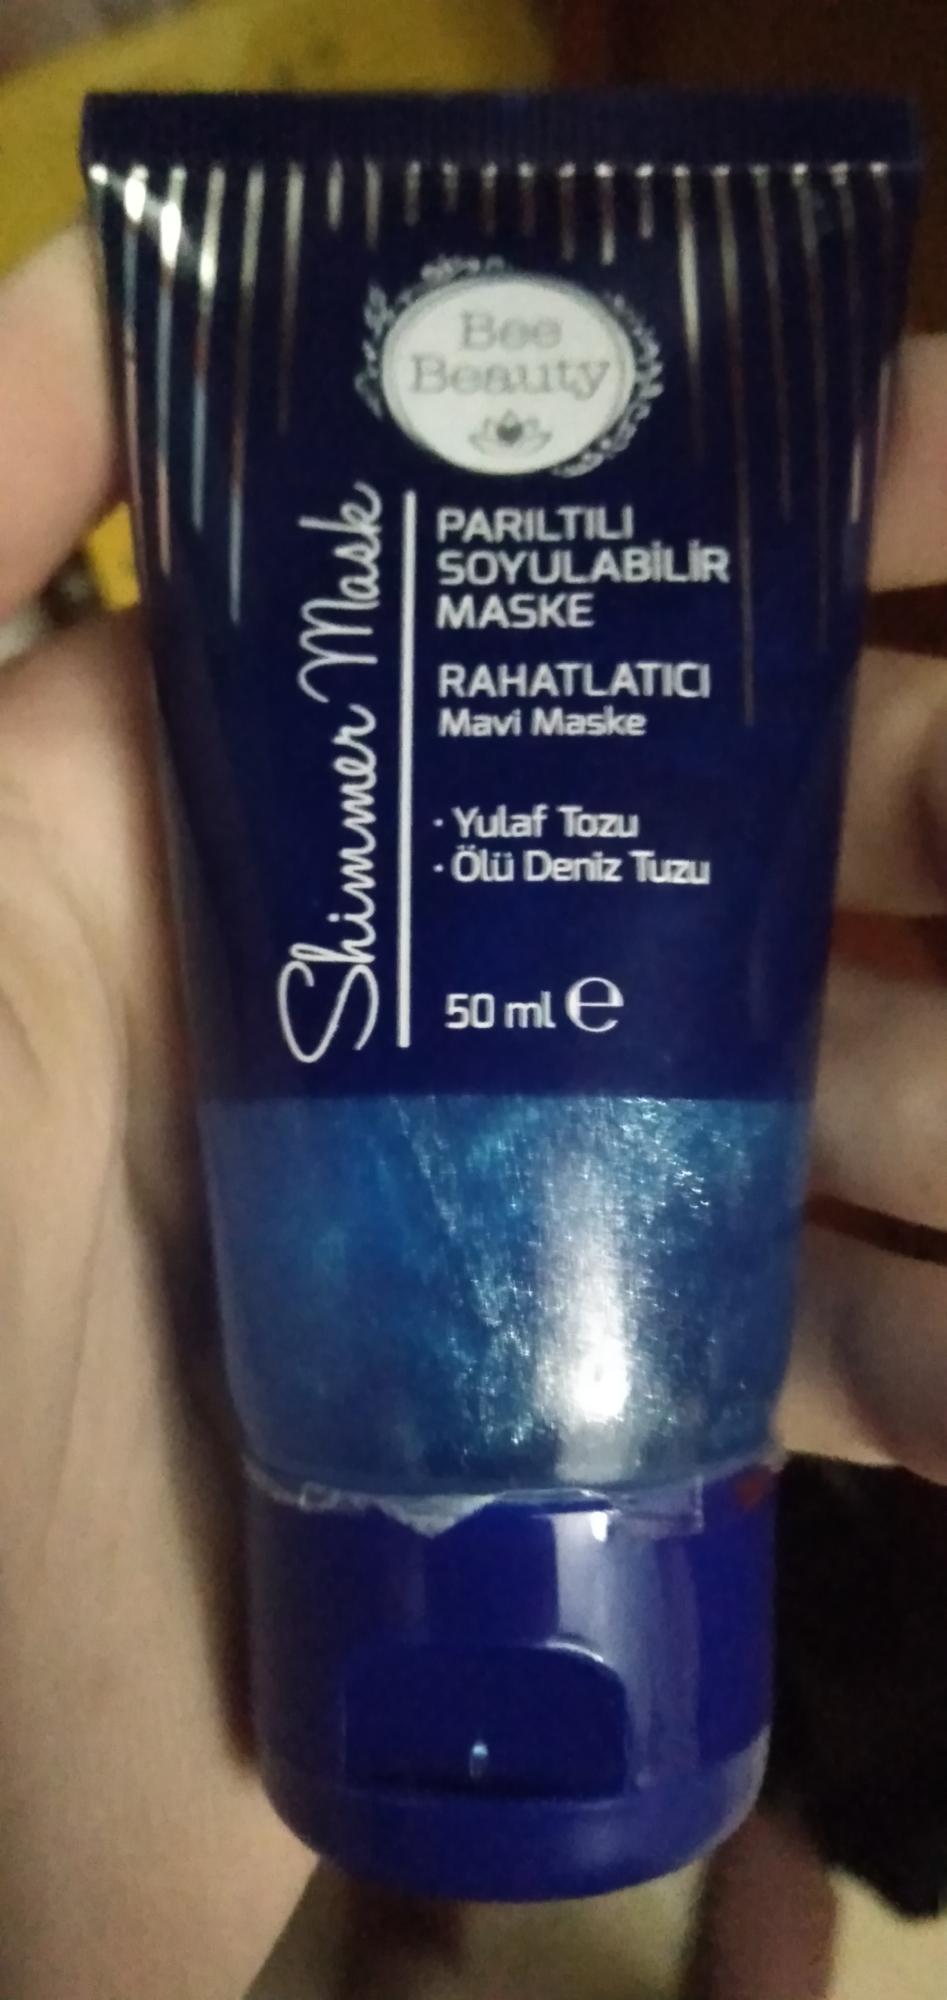 Bee
Beauty
Shimmer Mask
PARILTILI
SOYULABİLİR
MASKE
RAHATLATICI
Mavi Maske
· Yulaf Tozu
· Ölü Deniz Tuzu
50 ml e